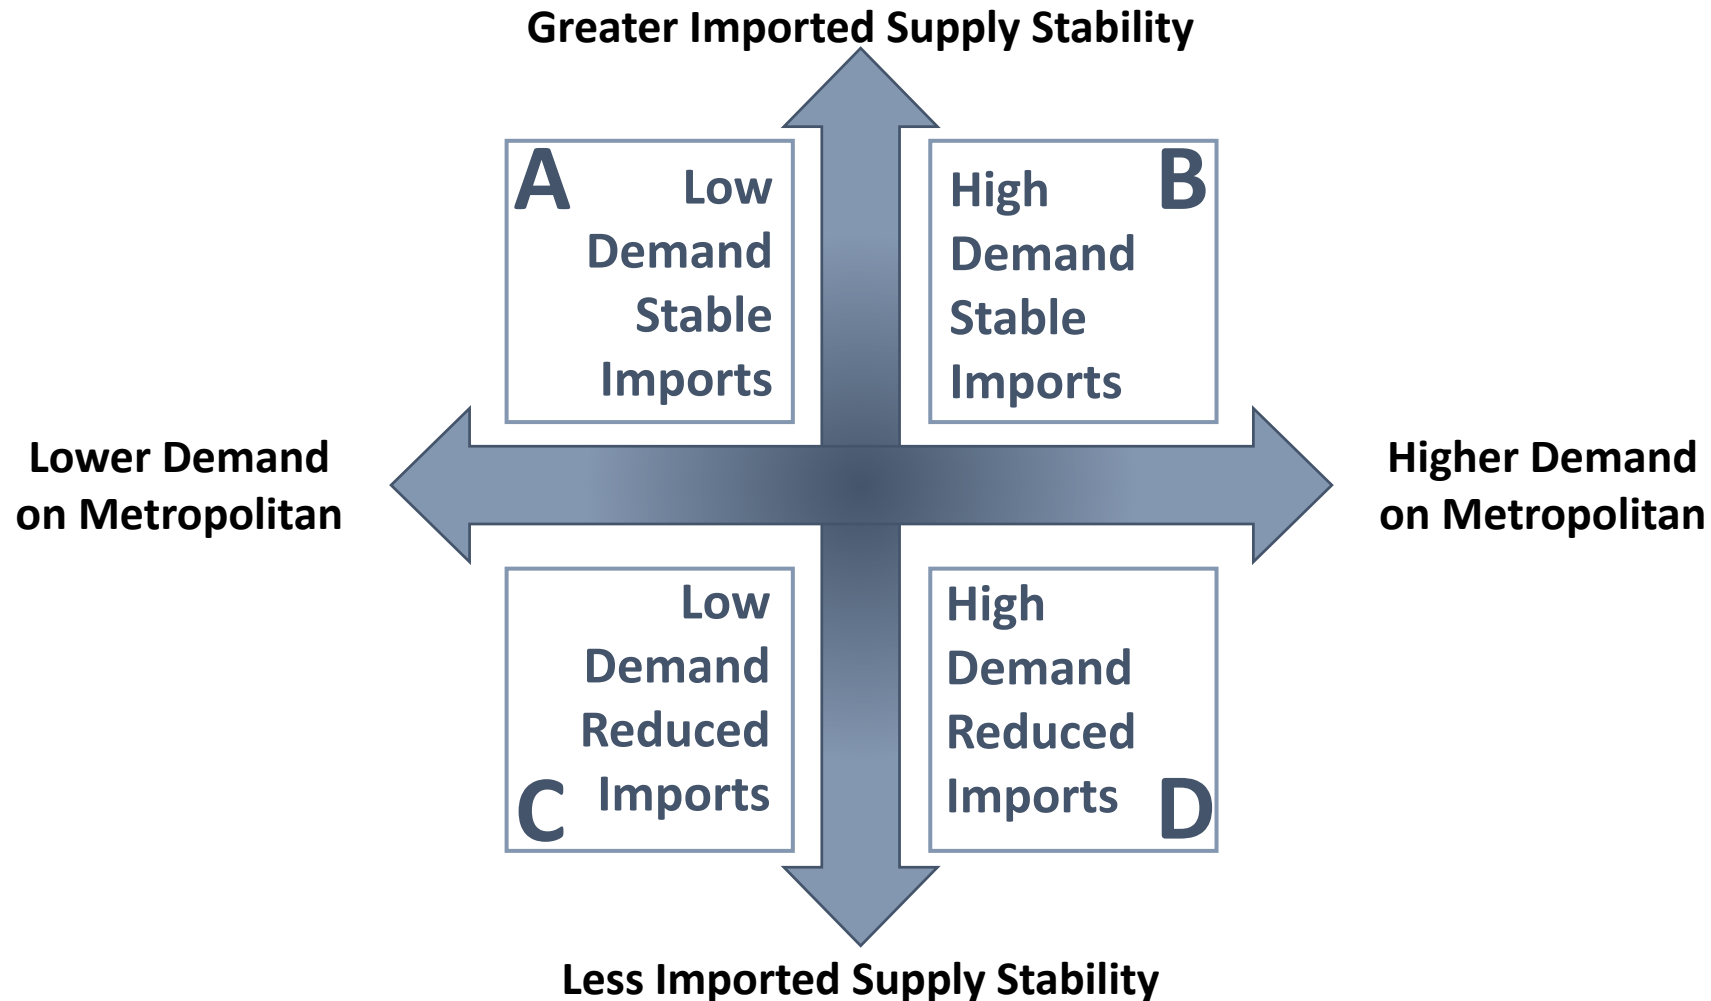 Greater Imported Supply Stability
A
Low
Demand
Stable
Imports
B
High
Demand
Stable
Imports
Lower Demand
on Metropolitan
Higher Demand
on Metropolitan
Low
Demand
Reduced
Imports
C
High
Demand
Reduced
Imports
D
Less Imported Supply Stability